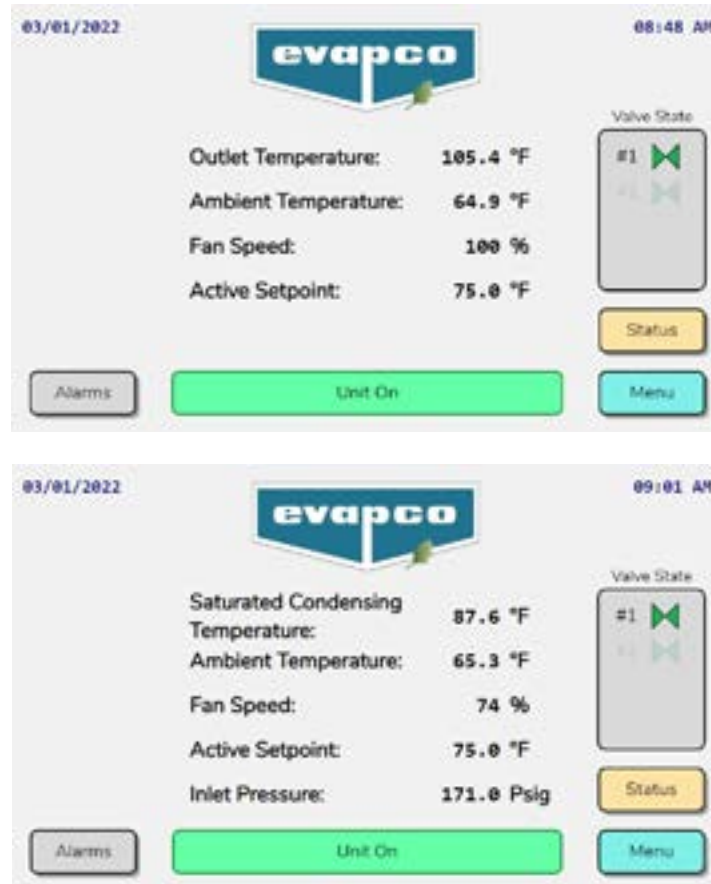 03/01/2022
08:48 AM
evapco
Valve State
Outlet Temperature: 105.4 °F
#1
Ambient Temperature: 64.9 °F
#1
Fan Speed: 100 %
Active Setpoint: 75.0 °F
Status
Alarms
Unit On
Menu
03/01/2022
09:01 AM
evapco
Valve State
Saturated Condensing
Temperature: 87.6 °F
#1
Ambient Temperature: 65.3 °F
#1
Fan Speed: 74 %
Active Setpoint: 75.0 °F
Inlet Pressure: 171.0 Psig
Status
Alarms
Unit On
Menu